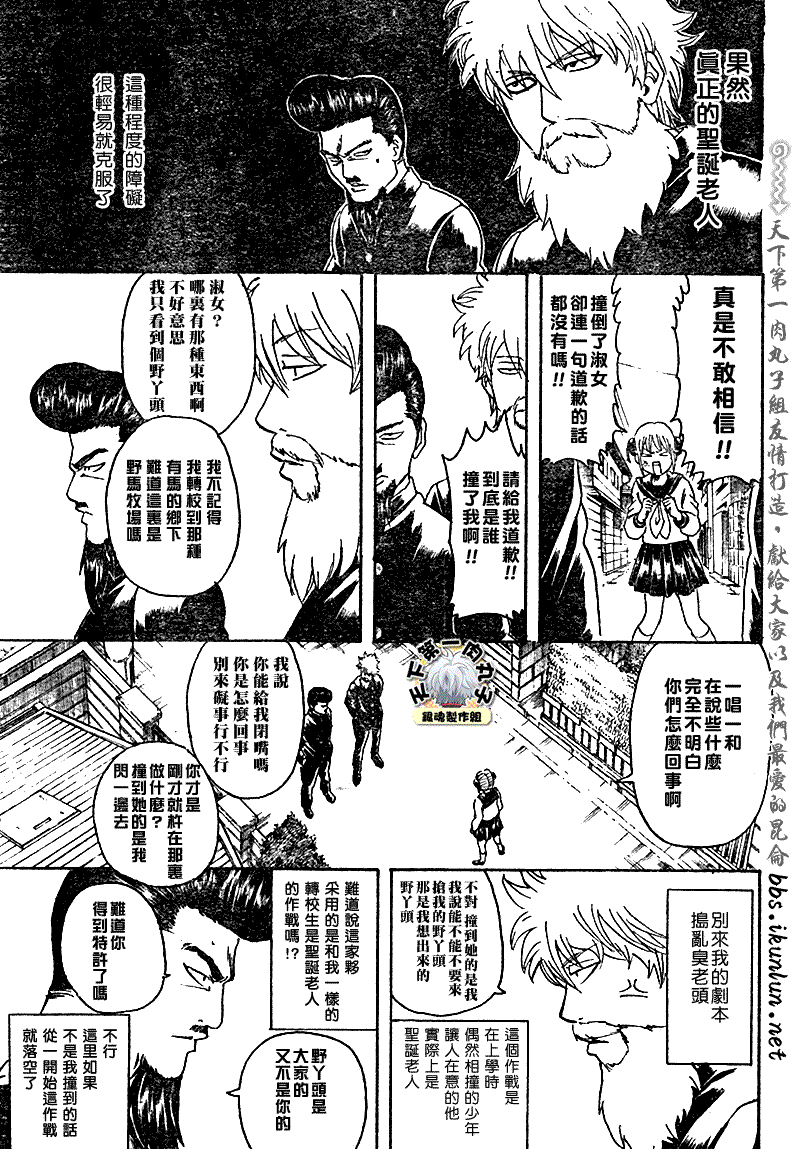 果然
真正的聖誕老人
這種程度的障礙
很輕易就克服了
真是不敢相信!!
撞倒了淑女
卻連一句道歉的話
都沒有嗎!!
請給我道歉!!
到底是誰
撞了我啊!!
淑女?
哪裏有那種東西啊
不好意思
我只看到個野丫頭
我不記得
我轉校到那種
有馬的鄉下
難道這裏是
野馬牧場嗎
一唱一和
在說些什麼
完全不明白
你們怎麼回事啊
天下第一肉丸子
銀魂製作組
我說
你能給我閉嘴嗎
你是怎麼回事
別來礙事行不行
你才是
剛才就杵在那裏
做什麼?
撞到她的是我
閃一邊去
別來我的劇本
搗亂臭老頭
不對 撞到她的是我
我說能不能不要來
搶我的野丫頭
那是我想出來的
野丫頭
這個作戰是
在上學時
偶然相撞的少年
讓人在意的他
實際上是
聖誕老人
難道說這家夥
采用的是和我一樣的
轉校生是聖誕老人
的作戰嗎!?
難道你
得到特許了嗎
野丫頭是
大家的
又不是你的
不行
這里如果
不是我撞到的話
從一開始這作戰
就落空了
天下第一肉丸子組友情打造，獻給大家以及我們最愛的昆侖 bbs.ikunlun.net